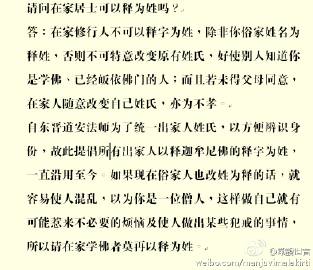 请问在家居士可以释为姓吗？
答：在家修行人不可以释字为姓，除非你俗家姓名为
释姓，否则不可特意改变原有姓氏，好使别人知道你
是学佛、已经皈依佛门的人；而且若未得父母同意，
在家人随意改变自己姓氏，亦为不孝。
自东晋道安法师为了统一出家人姓氏，以方便辨识身
份，故此提倡所有出家人以释迦牟尼佛的释字为姓，
一直沿用至今。如果现在俗家人也改姓为释的话，就
容易使人混乱，以为你是一位僧人，这样做自己就有
可能惹来不必要的烦恼及使人做出某些犯戒的事情，
所以请在家学佛者莫再以释为姓。
weibo.com/manjuvimalakirti